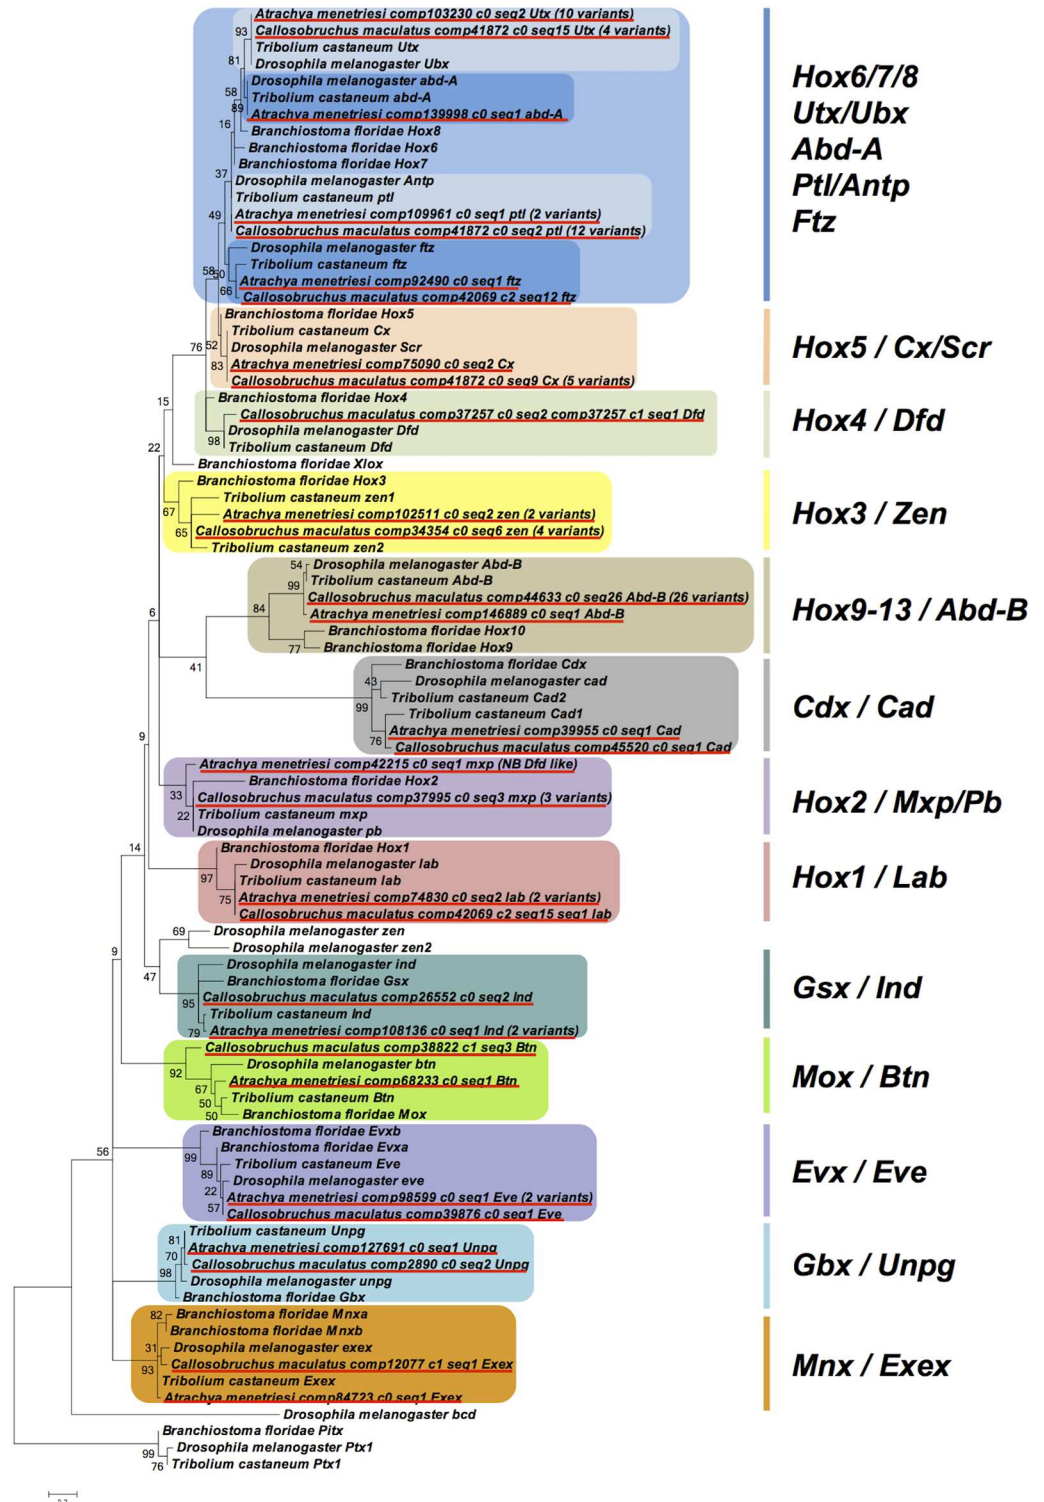 Atrachya menetriesi comp103230 c0 seq2 Utx (10 variants)
93
Callosobruchus maculatus comp41872 c0 seq15 Utx (4 variants)
Tribolium castaneum Utx
81
Drosophila melanogaster Ubx
Drosophila melanogaster abd-A
58
Tribolium castaneum abd-A
89
Atrachya menetriesi comp139998 c0 seq1 abd-A
16
Branchiostoma floridae Hox8
Branchiostoma floridae Hox6
Branchiostoma floridae Hox7
37
Drosophila melanogaster Antp
Tribolium castaneum ptl
49
Atrachya menetriesi comp109961 c0 seq1 ptl (2 variants)
Callosobruchus maculatus comp41872 c0 seq2 ptl (12 variants)
Drosophila melanogaster ftz
58
Tribolium castaneum ftz
50
Atrachya menetriesi comp92490 c0 seq1 ftz
66
Callosobruchus maculatus comp42069 c2 seq12 ftz
Hox6/7/8
Utx/Ubx
Abd-A
Ptl/Antp
Ftz
Branchiostoma floridae Hox5
Tribolium castaneum Cx
76
52
Drosophila melanogaster Scr
83
Atrachya menetriesi comp75090 c0 seq2 Cx
Callosobruchus maculatus comp41872 c0 seq9 Cx (5 variants)
Hox5 / Cx/Scr
15
Branchiostoma floridae Hox4
Callosobruchus maculatus comp37257 c0 seq2 comp37257 c1 seq1 Dfd
Drosophila melanogaster Dfd
98
Tribolium castaneum Dfd
Hox4 / Dfd
22
Branchiostoma floridae Xlox
Branchiostoma floridae Hox3
Tribolium castaneum zen1
67
Atrachya menetriesi comp102511 c0 seq2 zen (2 variants)
65
Callosobruchus maculatus comp34354 c0 seq6 zen (4 variants)
Tribolium castaneum zen2
Hox3 / Zen
54
Drosophila melanogaster Abd-B
99
Tribolium castaneum Abd-B
Callosobruchus maculatus comp44633 c0 seq26 Abd-B (26 variants)
6
84
Atrachya menetriesi comp146889 c0 seq1 Abd-B
Branchiostoma floridae Hox10
77
Branchiostoma floridae Hox9
Hox9-13 / Abd-B
41
Branchiostoma floridae Cdx
43
Drosophila melanogaster cad
99
Tribolium castaneum Cad2
Tribolium castaneum Cad1
Atrachya menetriesi comp39955 c0 seq1 Cad
76
Callosobruchus maculatus comp45520 c0 seq1 Cad
Cdx / Cad
9
Atrachya menetriesi comp42215 c0 seq1 mxp (NB Dfd like)
Branchiostoma floridae Hox2
33
Callosobruchus maculatus comp37995 c0 seq3 mxp (3 variants)
22
Tribolium castaneum mxp
Drosophila melanogaster pb
Hox2 / Mxp/Pb
14
Branchiostoma floridae Hox1
Drosophila melanogaster lab
97
Tribolium castaneum lab
75
Atrachya menetriesi comp74830 c0 seq2 lab (2 variants)
Callosobruchus maculatus comp42069 c2 seq15 seq1 lab
Hox1 / Lab
69
Drosophila melanogaster zen
Drosophila melanogaster zen2
9
47
Drosophila melanogaster ind
Branchiostoma floridae Gsx
95
Callosobruchus maculatus comp26552 c0 seq2 Ind
Tribolium castaneum Ind
79
Atrachya menetriesi comp108136 c0 seq1 Ind (2 variants)
Gsx / Ind
Callosobruchus maculatus comp38822 c1 seq3 Btn
92
Drosophila melanogaster btn
67
Atrachya menetriesi comp68233 c0 seq1 Btn
50
Tribolium castaneum Btn
50
Branchiostoma floridae Mox
Mox / Btn
56
Branchiostoma floridae Evxb
99
Branchiostoma floridae Evxa
89
Tribolium castaneum Eve
22
Drosophila melanogaster eve
57
Atrachya menetriesi comp98599 c0 seq1 Eve (2 variants)
Callosobruchus maculatus comp39876 c0 seq1 Eve
Evx / Eve
Tribolium castaneum Unpg
81
Atrachya menetriesi comp127691 c0 seq1 Unpg
70
Callosobruchus maculatus comp2890 c0 seq2 Unpg
98
Drosophila melanogaster unpg
Branchiostoma floridae Gbx
Gbx / Unpg
82
Branchiostoma floridae Mnxa
Branchiostoma floridae Mnxb
31
Drosophila melanogaster exex
93
Callosobruchus maculatus comp12077 c1 seq1 Exex
Tribolium castaneum Exex
Atrachya menetriesi comp84723 c0 seq1 Exex
Mnx / Exex
Drosophila melanogaster bcd
Branchiostoma floridae Pitx
99
Drosophila melanogaster Ptx1
76
Tribolium castaneum Ptx1